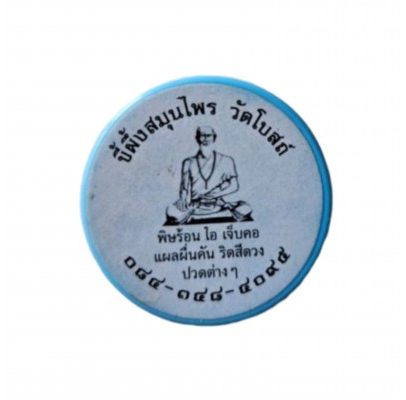 ขี้ผึ้งสมุนไพร วัดโบสถ์
พิษร้อน ไอ เจ็บคอ
แผลผื่นคัน ริดสีดวง
ปวดต่าง ๆ
๐๘๔-๑๔๘-๔๐๙๕